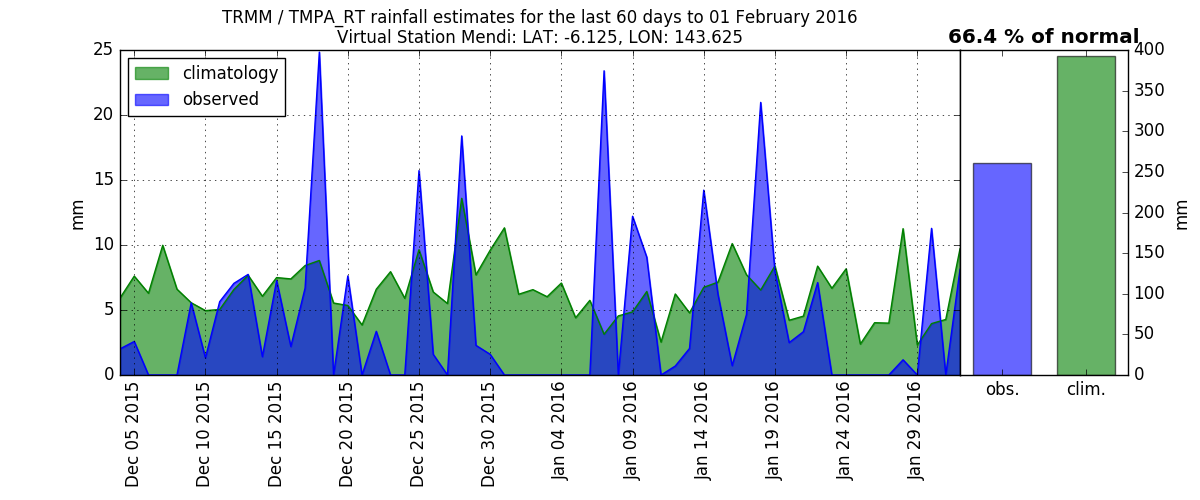 TRMM / TMPA_RT rainfall estimates for the last 60 days to 01 February 2016
Virtual Station Mendi: LAT: -6.125, LON: 143.625
66.4 % of normal
climatology
observed
mm
25
20
15
10
5
0
Dec 05 2015
Dec 10 2015
Dec 15 2015
Dec 20 2015
Dec 25 2015
Dec 30 2015
Jan 04 2016
Jan 09 2016
Jan 14 2016
Jan 19 2016
Jan 24 2016
Jan 29 2016
obs.
clim.
400
350
300
250
200
150
100
50
0
mm